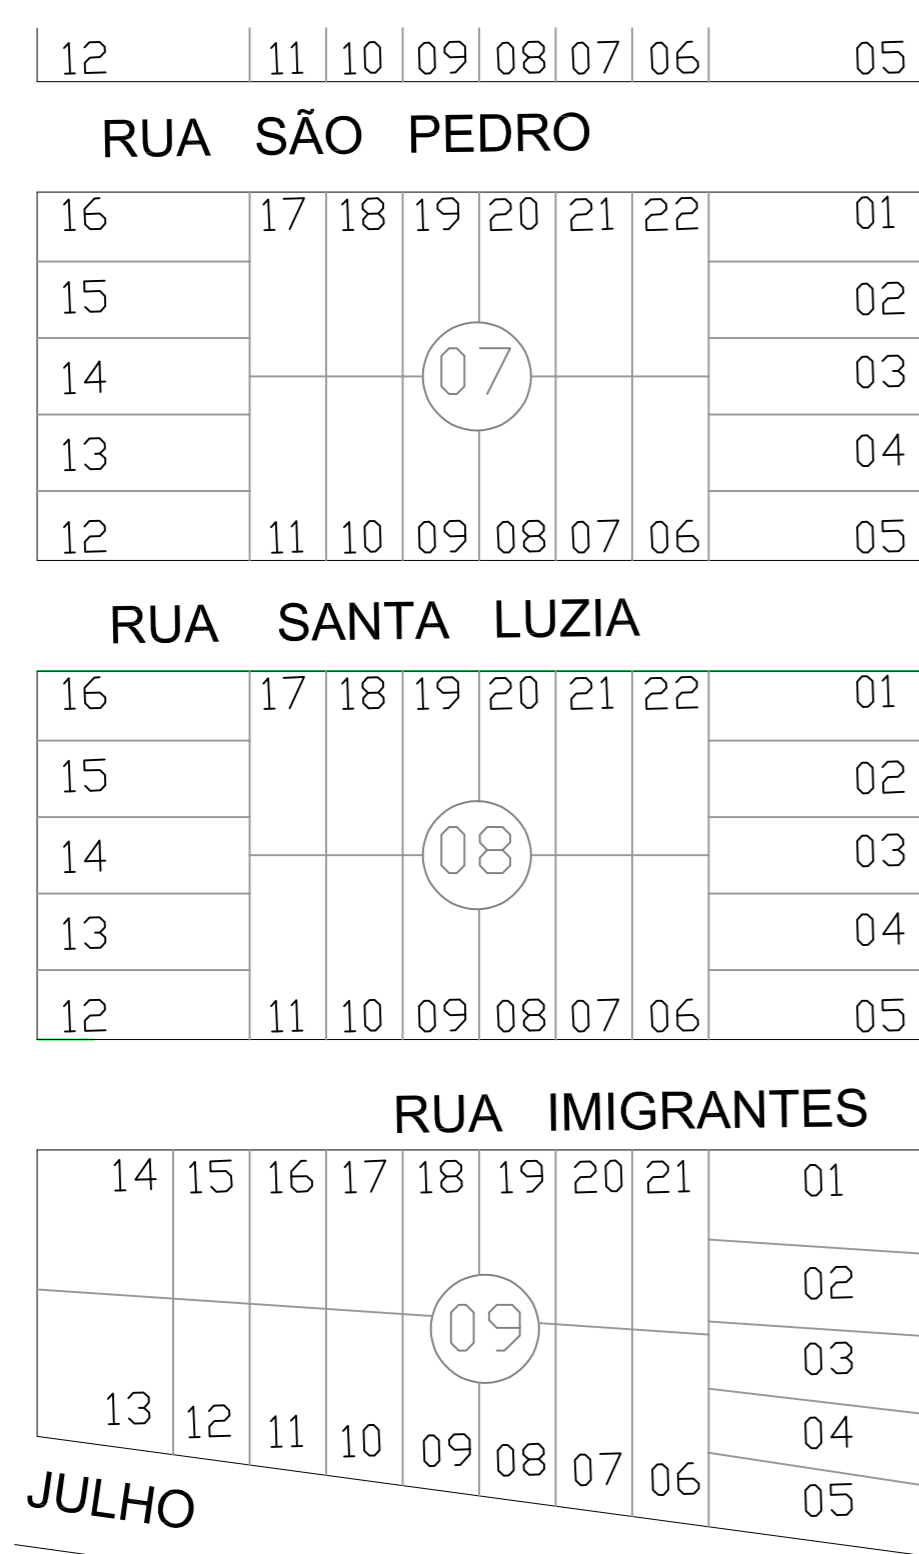 12 11 10 09 08 07 06 05
RUA SÃO PEDRO
16 17 18 19 20 21 22 01
15 02
07
14 03
13 04
12 11 10 09 08 07 06 05
RUA SANTA LUZIA
16 17 18 19 20 21 22 01
15 02
08
14 03
13 04
12 11 10 09 08 07 06 05
RUA IMIGRANTES
14 15 16 17 18 19 20 21 01
02
09
03
13 12 11 10 09 08 07 06 04
05
JULHO